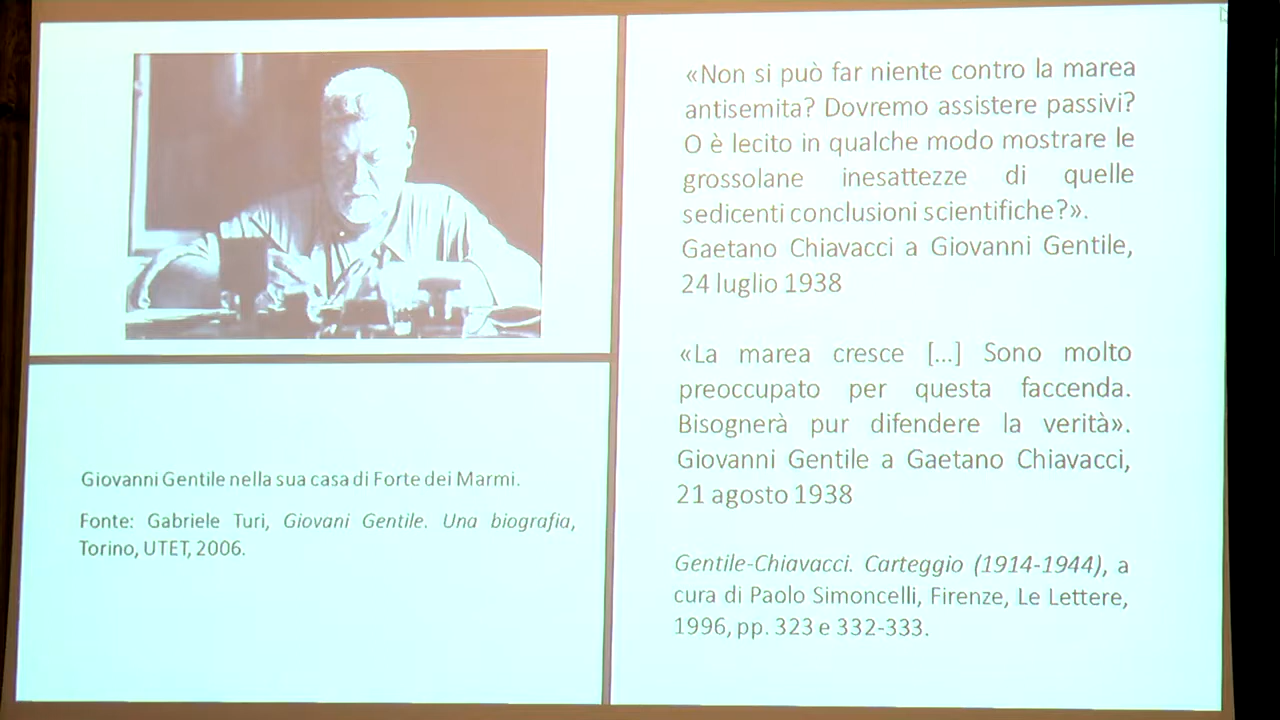 Giovanni Gentile nella sua casa di Forte dei Marmi.
Fonte: Gabriele Turi, Giovani Gentile. Una biografia,
Torino, UTET, 2006.
«Non si può far niente contro la marea
antisemita? Dovremo assistere passivi?
O è lecito in qualche modo mostrare le
grossolane inesattezze di quelle
sedicenti conclusioni scientifiche?».
Gaetano Chiavacci a Giovanni Gentile,
24 luglio 1938
«La marea cresce [...] Sono molto
preoccupato per questa faccenda.
Bisognerà pur difendere la verità».
Giovanni Gentile a Gaetano Chiavacci,
21 agosto 1938
Gentile-Chiavacci. Carteggio (1914-1944), a
cura di Paolo Simoncelli, Firenze, Le Lettere,
1996, pp. 323 e 332-333.